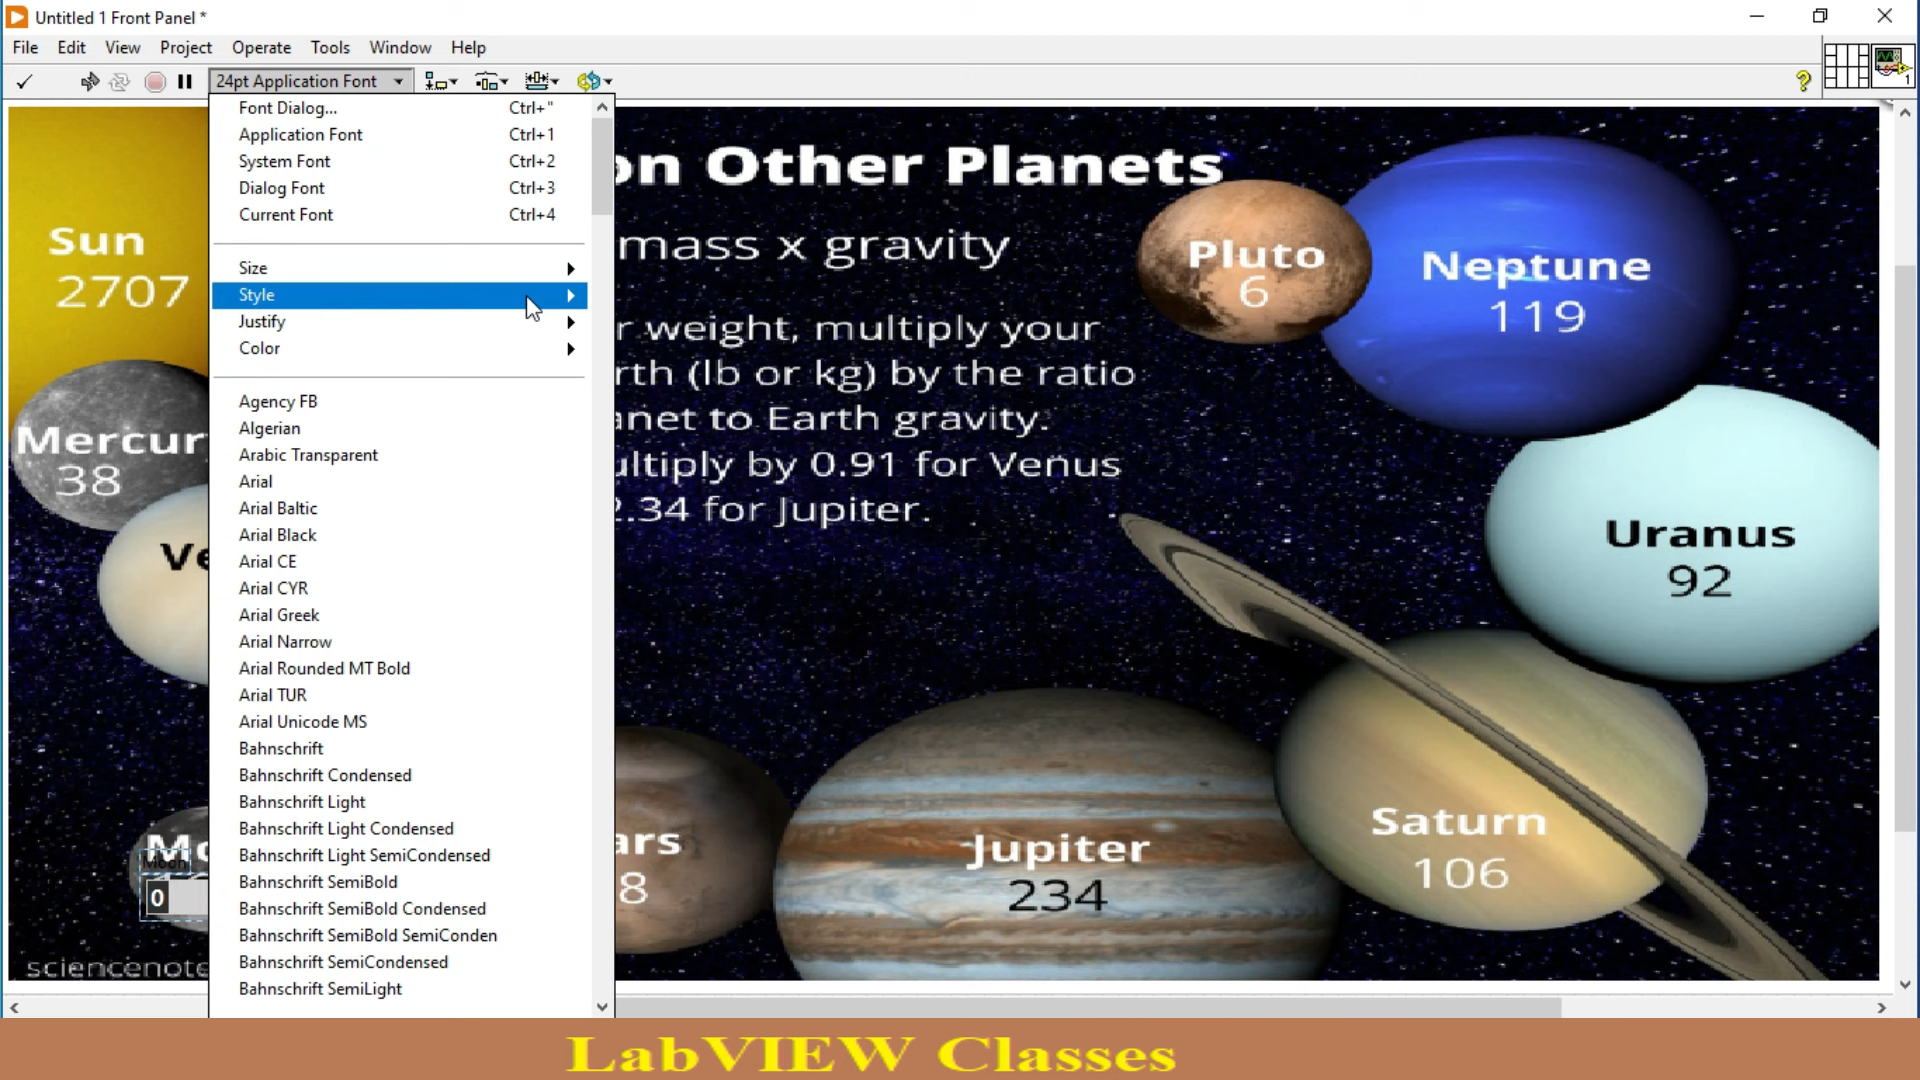 Untitled 1 Front Panel *
File Edit View Project Operate Tools Window Help
24pt Application Font
1
Font Dialog... Ctrl+"
Application Font Ctrl+1
System Font Ctrl+2
Dialog Font Ctrl+3
Current Font Ctrl+4
Size
Style
Justify
Color
Agency FB
Algerian
Arabic Transparent
Arial
Arial Baltic
Arial Black
Arial CE
Arial CYR
Arial Greek
Arial Narrow
Arial Rounded MT Bold
Arial TUR
Arial Unicode MS
Bahnschrift
Bahnschrift Condensed
Bahnschrift Light
Bahnschrift Light Condensed
Bahnschrift Light SemiCondensed
Bahnschrift SemiBold
Bahnschrift SemiBold Condensed
Bahnschrift SemiBold SemiConden
Bahnschrift SemiCondensed
Bahnschrift SemiLight
on Other Planets
mass x gravity
r weight, multiply your
rth (lb or kg) by the ratio
anet to Earth gravity.
ultiply by 0.91 for Venus
2.34 for Jupiter.
Sun
2707
Mercur
38
Ve
Mo
Moon
0
sciencenote
ars
8
Jupiter
234
Saturn
106
Uranus
92
Neptune
119
Pluto
6
LabVIEW Classes